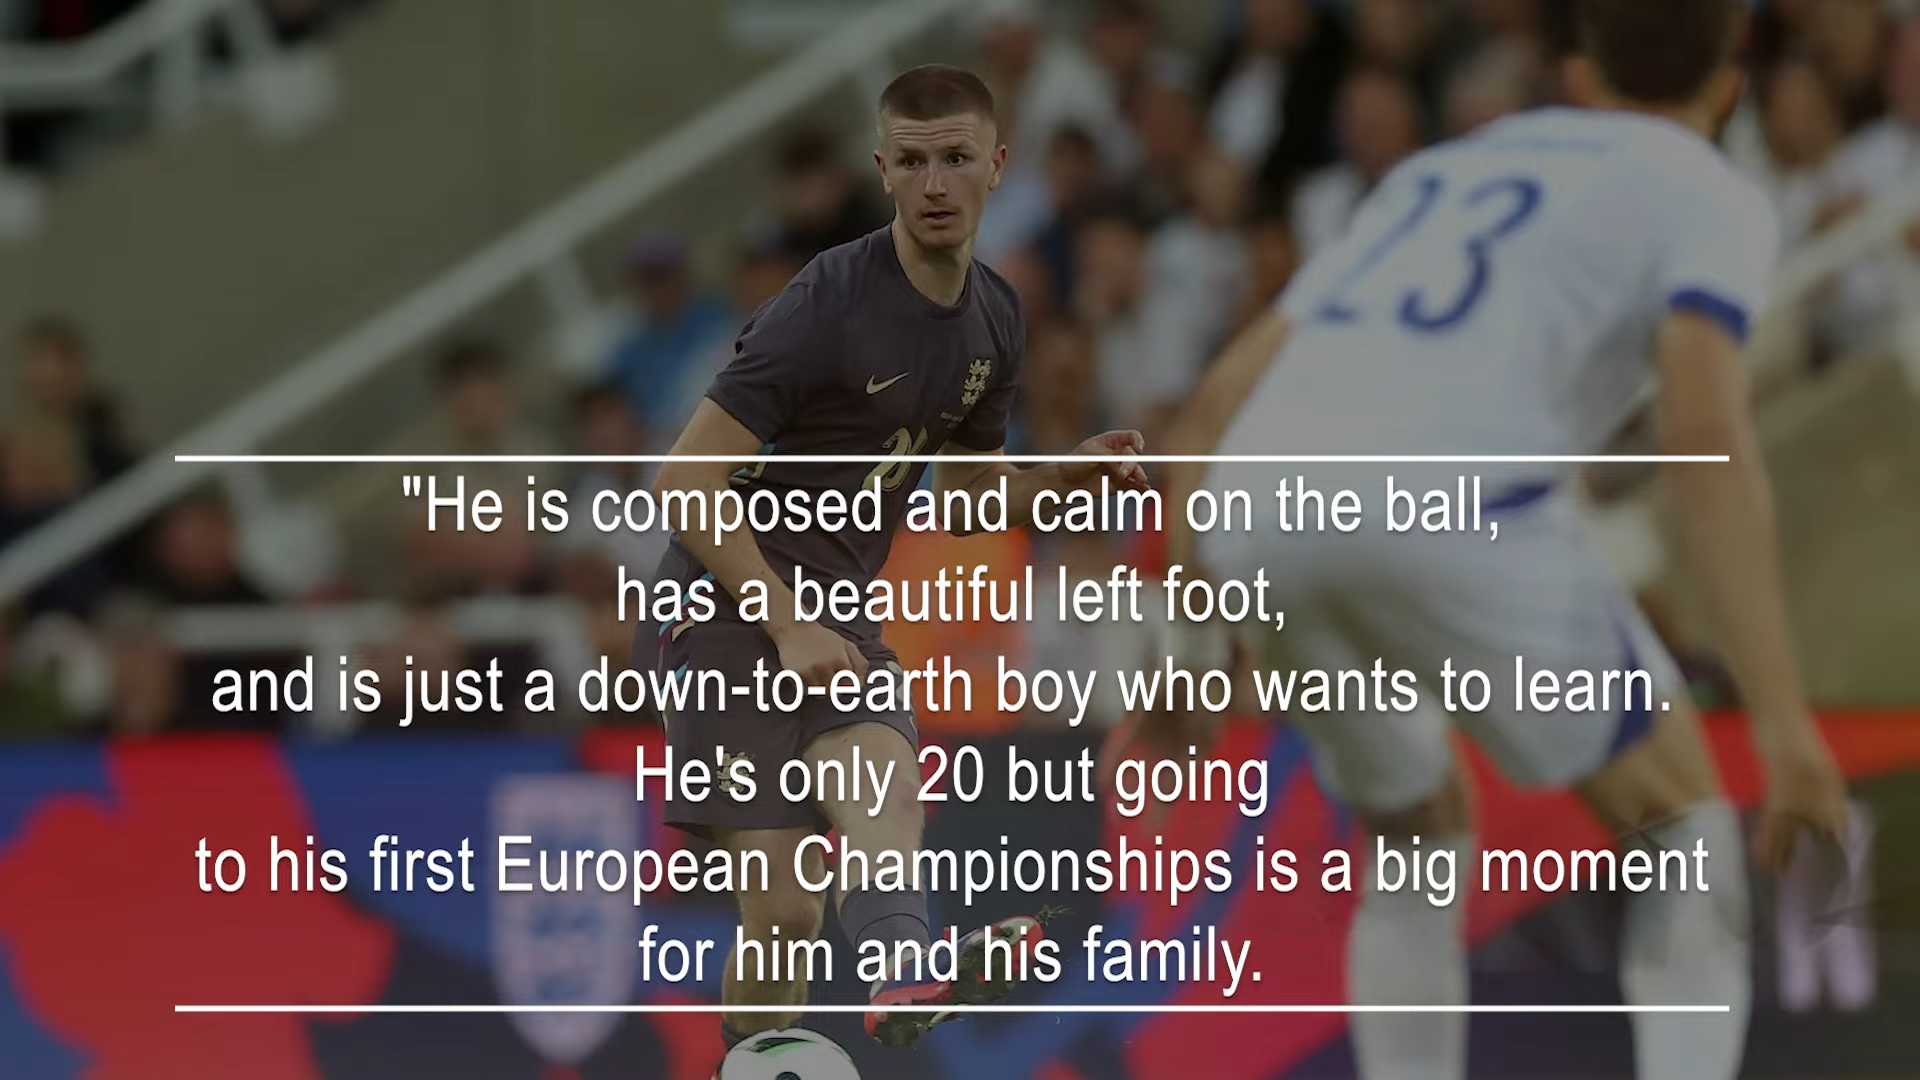 23
"He is composed and calm on the ball,
has a beautiful left foot,
and is just a down-to-earth boy who wants to learn.
He's only 20 but going
to his first European Championships is a big moment
for him and his family.